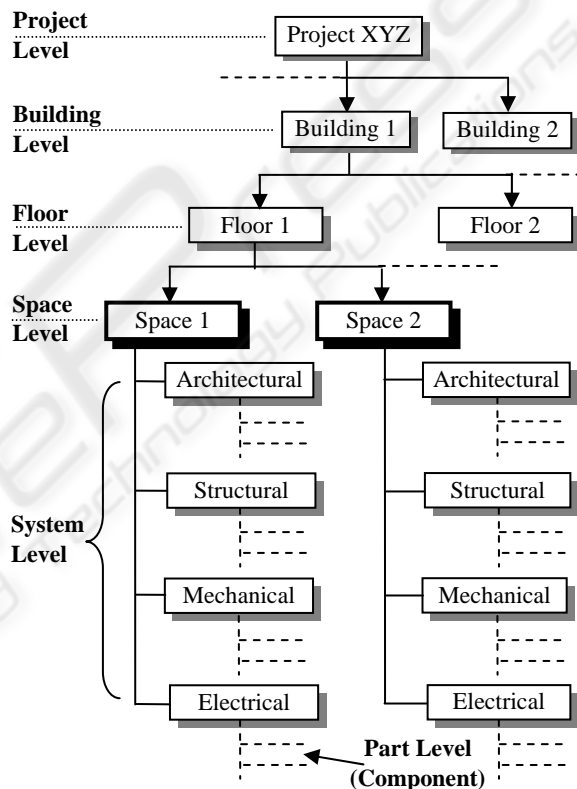 Project
Level
Project XYZ
Building
Level
Building 1
Building 2
Floor
Level
Floor 1
Floor 2
Space
Level
Space 1
Space 2
Architectural
Architectural
Structural
Structural
System
Level
Mechanical
Mechanical
Electrical
Electrical
Part Level
(Component)